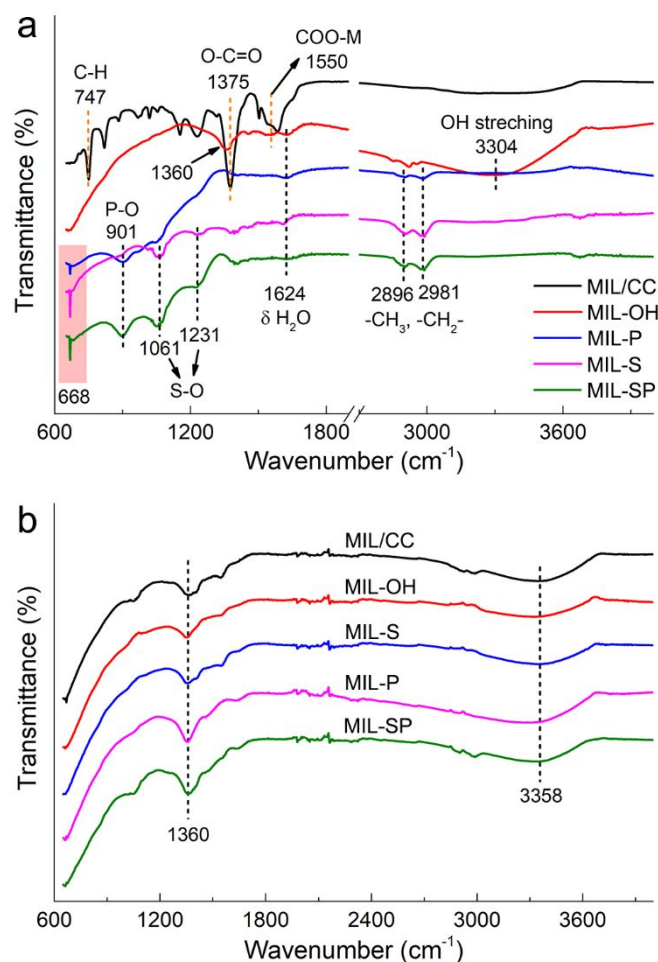 a
COO-M
1550
O-C=O
1375
C-H
747
OH streching
3304
1360
P-O
901
1624
δ H₂O
2896
2981
-CH₃, -CH₂-
1061
1231
S-O
668
MIL/CC
MIL-OH
MIL-P
MIL-S
MIL-SP
Transmittance (%)
600
1200
1800
3000
3600
Wavenumber (cm⁻¹)
b
MIL/CC
MIL-OH
MIL-S
MIL-P
MIL-SP
1360
3358
Transmittance (%)
600
1200
1800
2400
3000
3600
Wavenumber (cm⁻¹)